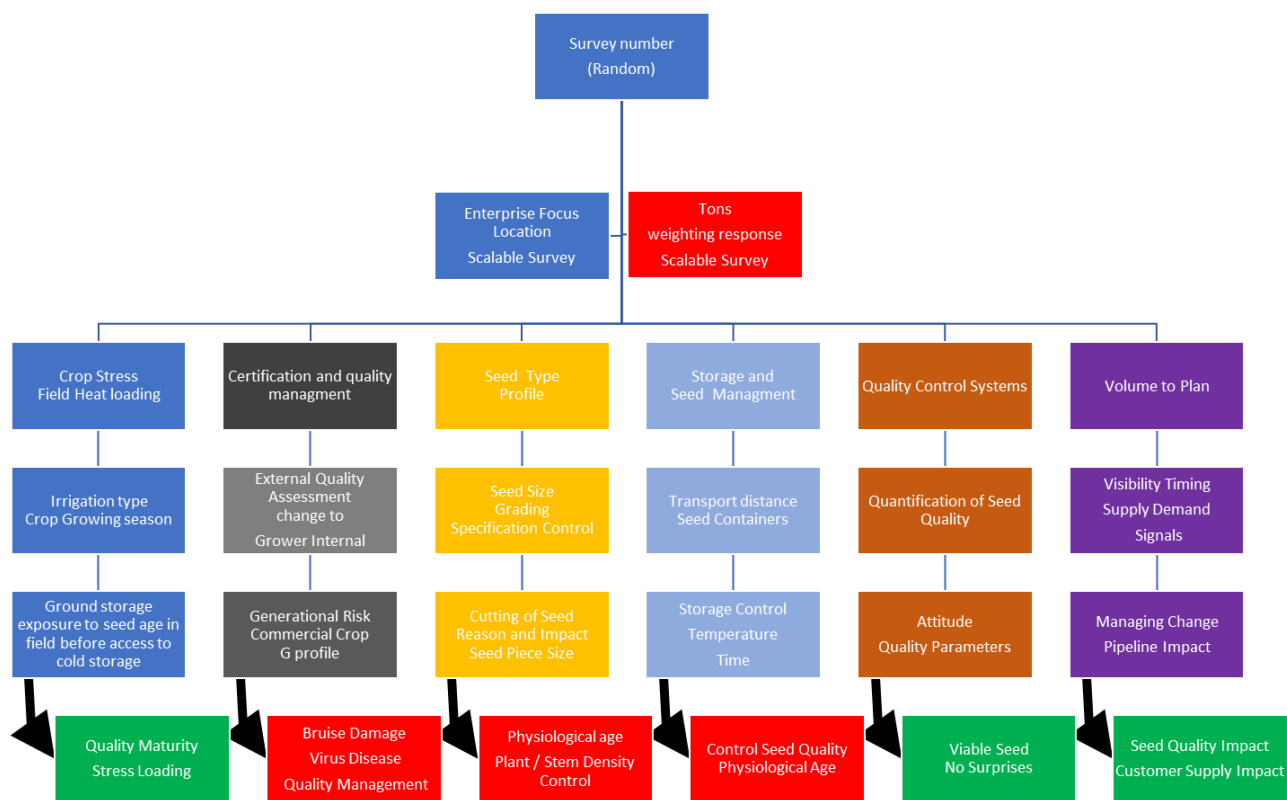 Survey number
(Random)
Enterprise Focus
Location
Scalable Survey
Tons
weighting response
Scalable Survey
Crop Stress
Field Heat loading
Certification and quality
managment
Seed Type
Profile
Storage and
Seed Managment
Quality Control Systems
Volume to Plan
Irrigation type
Crop Growing season
External Quality
Assessment
change to
Grower Internal
Seed Size
Grading
Specification Control
Transport distance
Seed Containers
Quantification of Seed
Quality
Visibility Timing
Supply Demand
Signals
Ground storage
exposure to seed age in
field before access to
cold storage
Generational Risk
Commercial Crop
G profile
Cutting of Seed
Reason and Impact
Seed Piece Size
Storage Control
Temperature
Time
Attitude
Quality Parameters
Managing Change
Pipeline Impact
Quality Maturity
Stress Loading
Bruise Damage
Virus Disease
Quality Management
Physiological age
Plant / Stem Density
Control
Control Seed Quality
Physiological Age
Viable Seed
No Surprises
Seed Quality Impact
Customer Supply Impact